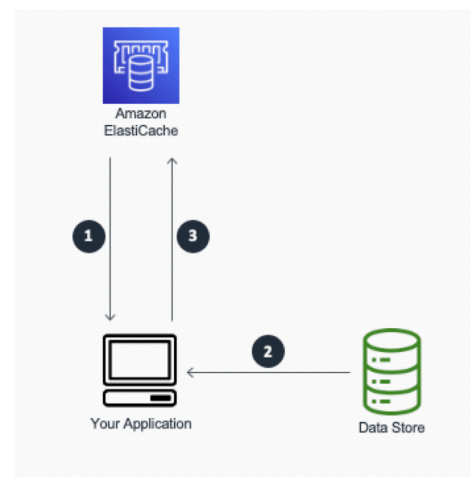 Amazon
ElastiCache
1
3
2
Your Application
Data Store